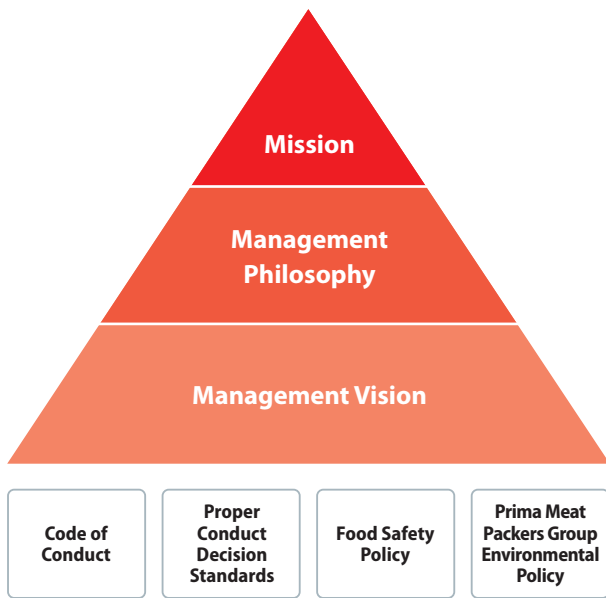 Mission
Management
Philosophy
Management Vision
Code of
Conduct
Proper
Conduct
Decision
Standards
Food Safety
Policy
Prima Meat
Packers Group
Environmental
Policy